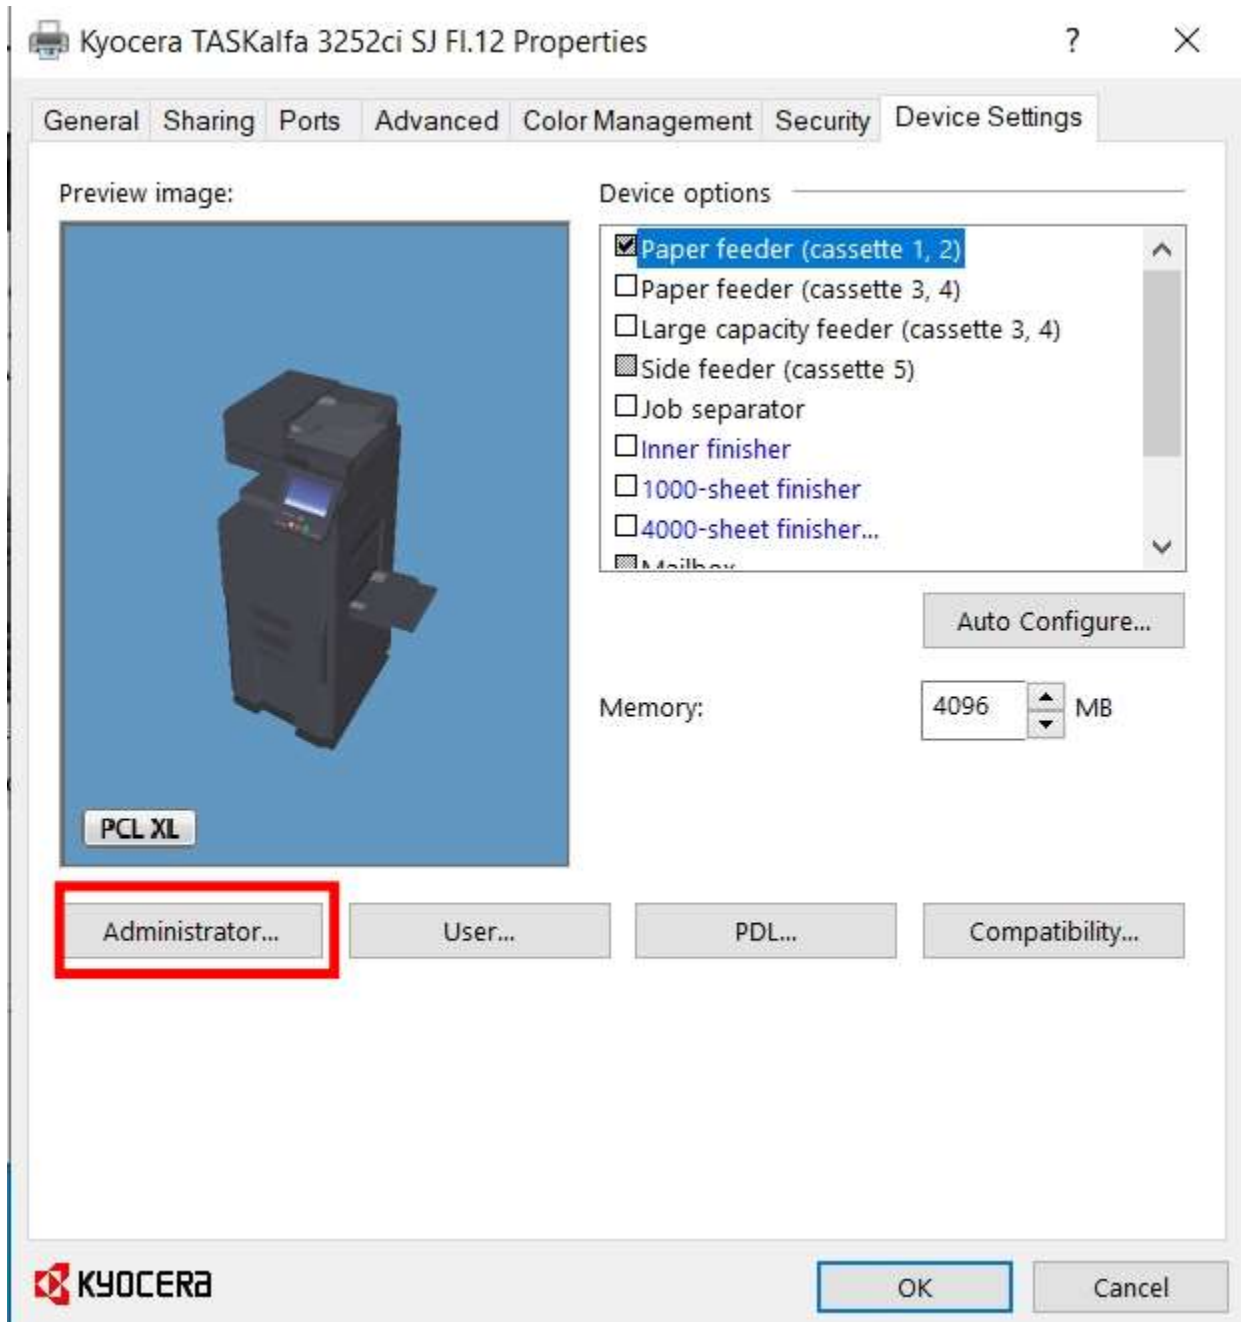 Kyocera TASKalfa 3252ci SJ Fl.12 Properties
General Sharing Ports Advanced Color Management Security Device Settings
Preview image:
PCL XL
Device options
Paper feeder (cassette 1, 2)
Paper feeder (cassette 3, 4)
Large capacity feeder (cassette 3, 4)
Side feeder (cassette 5)
Job separator
Inner finisher
1000-sheet finisher
4000-sheet finisher...
Mailbox
Auto Configure...
Memory: 4096 MB
Administrator... User... PDL... Compatibility...
KYOCERA
OK Cancel